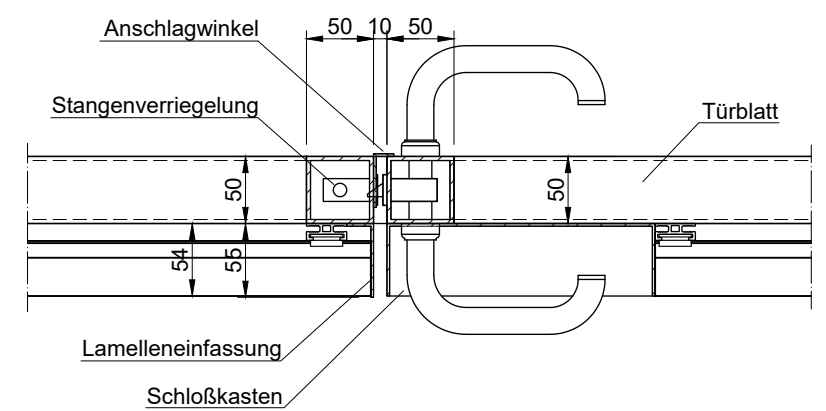 Anschlagwinkel
50
10
50
Stangenverriegelung
Türblatt
50
50
54
55
Lamelleneinfassung
Schloßkasten